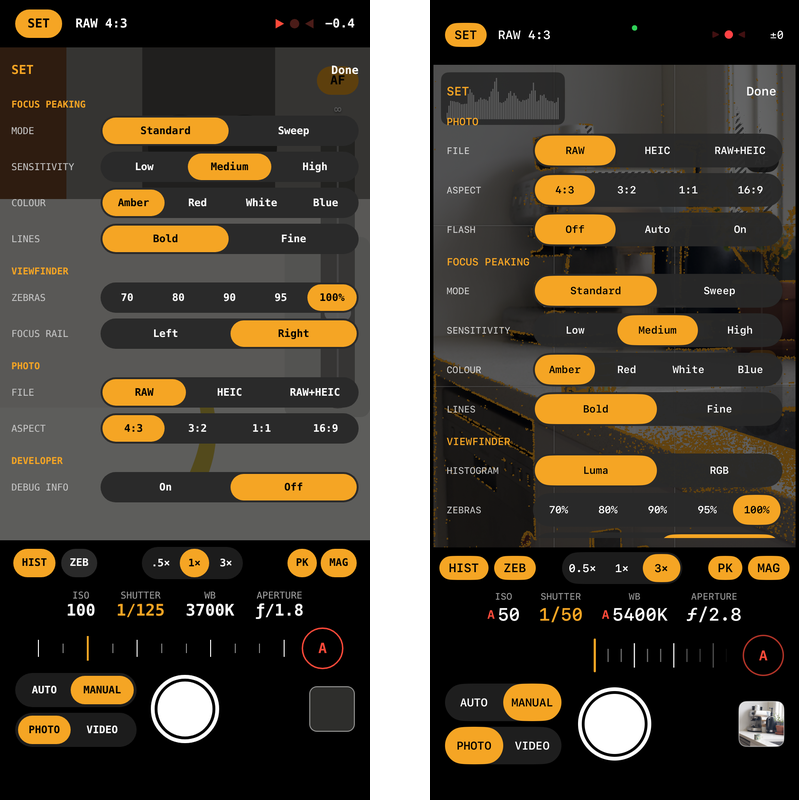 SET RAW 4:3 −0.4
SET Done
AF
∞
FOCUS PEAKING
MODE Standard Sweep
SENSITIVITY Low Medium High
COLOUR Amber Red White Blue
LINES Bold Fine
VIEWFINDER
ZEBRAS 70 80 90 95 100%
FOCUS RAIL Left Right
PHOTO
FILE RAW HEIC RAW+HEIC
ASPECT 4:3 3:2 1:1 16:9
DEVELOPER
DEBUG INFO On Off
HIST ZEB .5× 1× 3× PK MAG
ISO SHUTTER WB APERTURE
100 1/125 3700K ƒ/1.8
A
AUTO MANUAL
PHOTO VIDEO
SET RAW 4:3 ±0
SET Done
PHOTO
FILE RAW HEIC RAW+HEIC
ASPECT 4:3 3:2 1:1 16:9
FLASH Off Auto On
FOCUS PEAKING
MODE Standard Sweep
SENSITIVITY Low Medium High
COLOUR Amber Red White Blue
LINES Bold Fine
VIEWFINDER
HISTOGRAM Luma RGB
ZEBRAS 70% 80% 90% 95% 100%
HIST ZEB 0.5× 1× 3× PK MAG
ISO SHUTTER WB APERTURE
A 50 1/50 A 5400K ƒ/2.8
A
AUTO MANUAL
PHOTO VIDEO